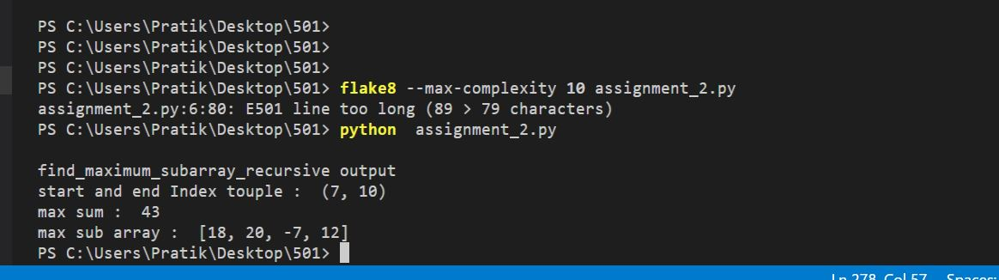 PS C:\Users\Pratik\Desktop\501>
PS C:\Users\Pratik\Desktop\501>
PS C:\Users\Pratik\Desktop\501>
PS C:\Users\Pratik\Desktop\501> flake8 --max-complexity 10 assignment_2.py
assignment_2.py:6:80: E501 line too long (89 > 79 characters)
PS C:\Users\Pratik\Desktop\501> python  assignment_2.py
find_maximum_subarray_recursive output
start and end Index touple :  (7, 10)
max sum :  43
max sub array :  [18, 20, -7, 12]
PS C:\Users\Pratik\Desktop\501>
Ln 278, Col 57 Spaces: